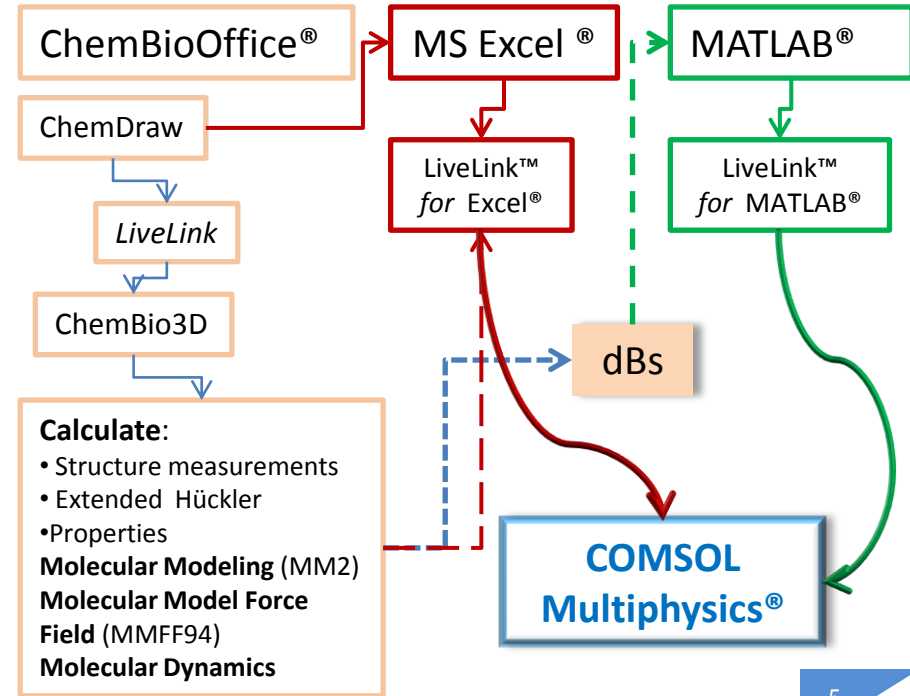 ChemBioOffice®
MS Excel ®
MATLAB®
ChemDraw
LiveLink
ChemBio3D
LiveLink™
for Excel®
LiveLink™
for MATLAB®
dBs
Calculate:
• Structure measurements
• Extended Hückler
•Properties
Molecular Modeling (MM2)
Molecular Model Force
Field (MMFF94)
Molecular Dynamics
COMSOL
Multiphysics®
5